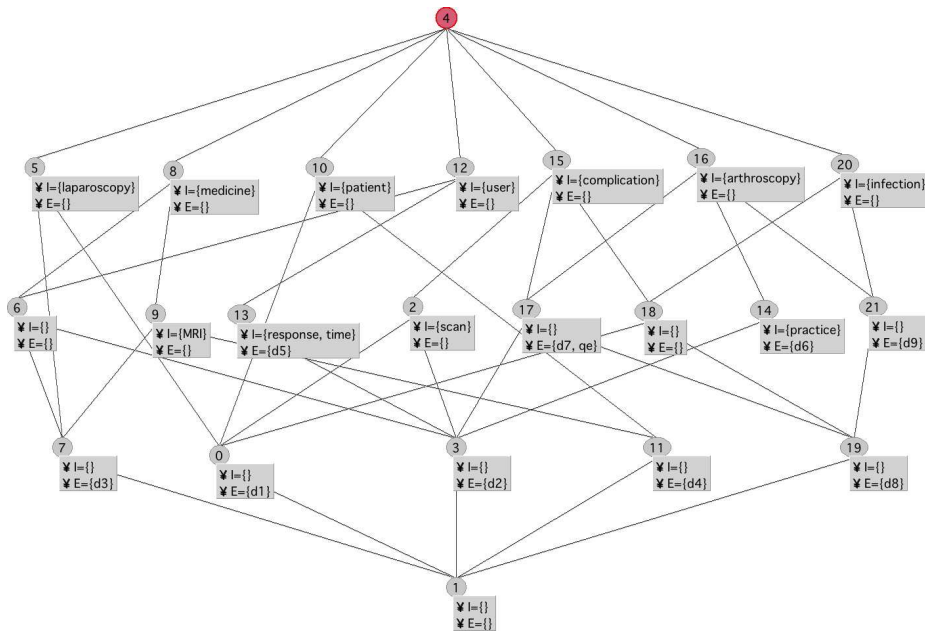 4
5
¥ I={laparoscopy}
¥ E={}
8
¥ I={medicine}
¥ E={}
10
¥ I={patient}
¥ E={}
12
¥ I={user}
¥ E={}
15
¥ I={complication}
¥ E={}
16
¥ I={arthroscopy}
¥ E={}
20
¥ I={infection}
¥ E={}
6
¥ I={}
¥ E={}
9
¥ I={MRI}
¥ E={}
13
¥ I={response, time}
¥ E={d5}
2
¥ I={scan}
¥ E={}
17
¥ I={}
¥ E={d7, qe}
18
¥ I={}
¥ E={}
14
¥ I={practice}
¥ E={d6}
21
¥ I={}
¥ E={d9}
7
¥ I={}
¥ E={d3}
0
¥ I={}
¥ E={d1}
3
¥ I={}
¥ E={d2}
11
¥ I={}
¥ E={d4}
19
¥ I={}
¥ E={d8}
1
¥ I={}
¥ E={}